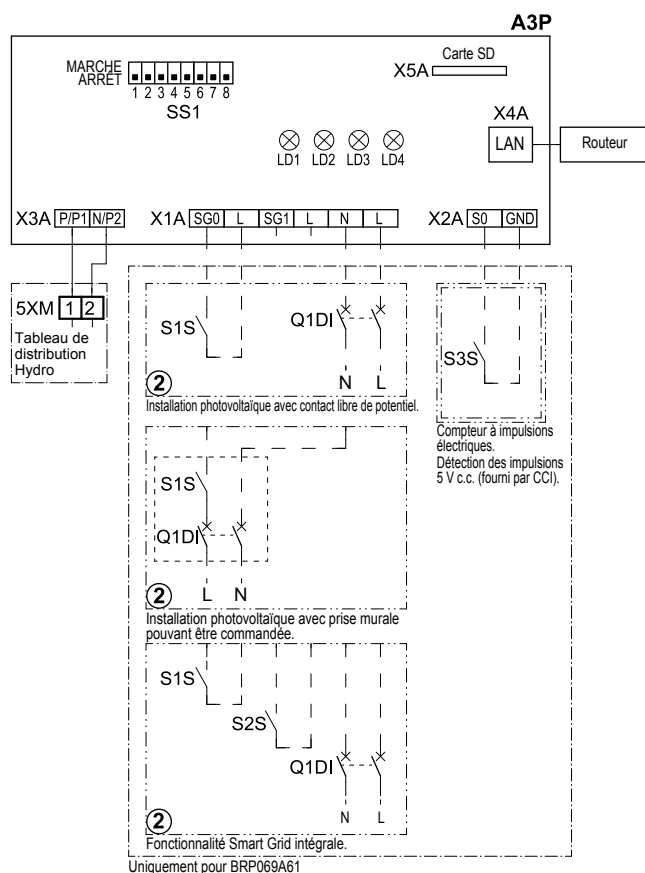 A3P
Carte SD
X5A
MARCHE
ARRÊT
1 2 3 4 5 6 7 8
SS1
X4A
LAN
Routeur
LD1 LD2 LD3 LD4
X3A P/P1 N/P2
X1A SG0 L SG1 L N L
X2A S0 GND
5XM 1 2
Tableau de
distribution
Hydro
S1S
Q1DI
N L
2
Installation photovoltaïque avec contact libre de potentiel.
S3S
Compteur à impulsions
électriques.
Détection des impulsions
5 V c.c. (fourni par CCI).
S1S
Q1DI
L N
2
Installation photovoltaïque avec prise murale
pouvant être commandée.
S1S
S2S
Q1DI
N L
2
Fonctionnalité Smart Grid intégrale.
Uniquement pour BRP069A61